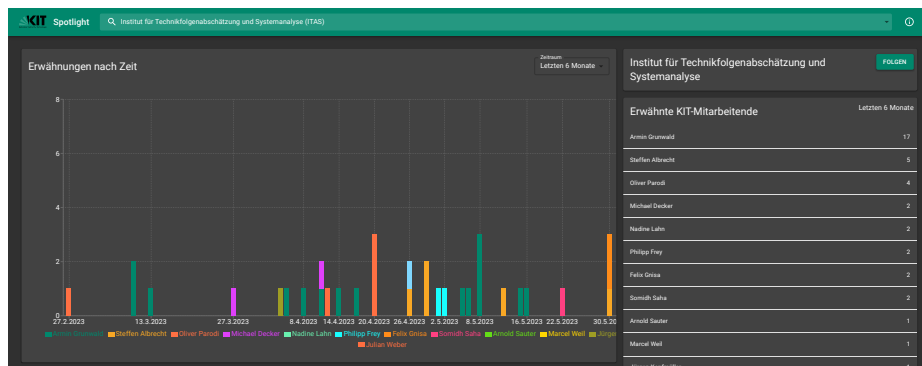 KIT Spotlight Institut für Technikfolgenabschätzung und Systemanalyse (ITAS)
Erwähnungen nach Zeit
Zeitraum
Letzten 6 Monate
8
6
4
2
0
27.2.2023 13.3.2023 27.3.2023 8.4.2023 14.4.2023 20.4.2023 26.4.2023 2.5.2023 8.5.2023 16.5.2023 22.5.2023 30.5.20
Armin Grunwald Steffen Albrecht Oliver Parodi Michael Decker Nadine Lahn Philipp Frey Felix Gnisa Somidh Saha Arnold Sauter Marcel Weil Jürgen
Julian Weber
Institut für Technikfolgenabschätzung und
Systemanalyse
FOLGEN
Erwähnte KIT-Mitarbeitende Letzten 6 Monate
Armin Grunwald 17
Steffen Albrecht 5
Oliver Parodi 4
Michael Decker 2
Nadine Lahn 2
Philipp Frey 2
Felix Gnisa 2
Somidh Saha 2
Arnold Sauter 1
Marcel Weil 1